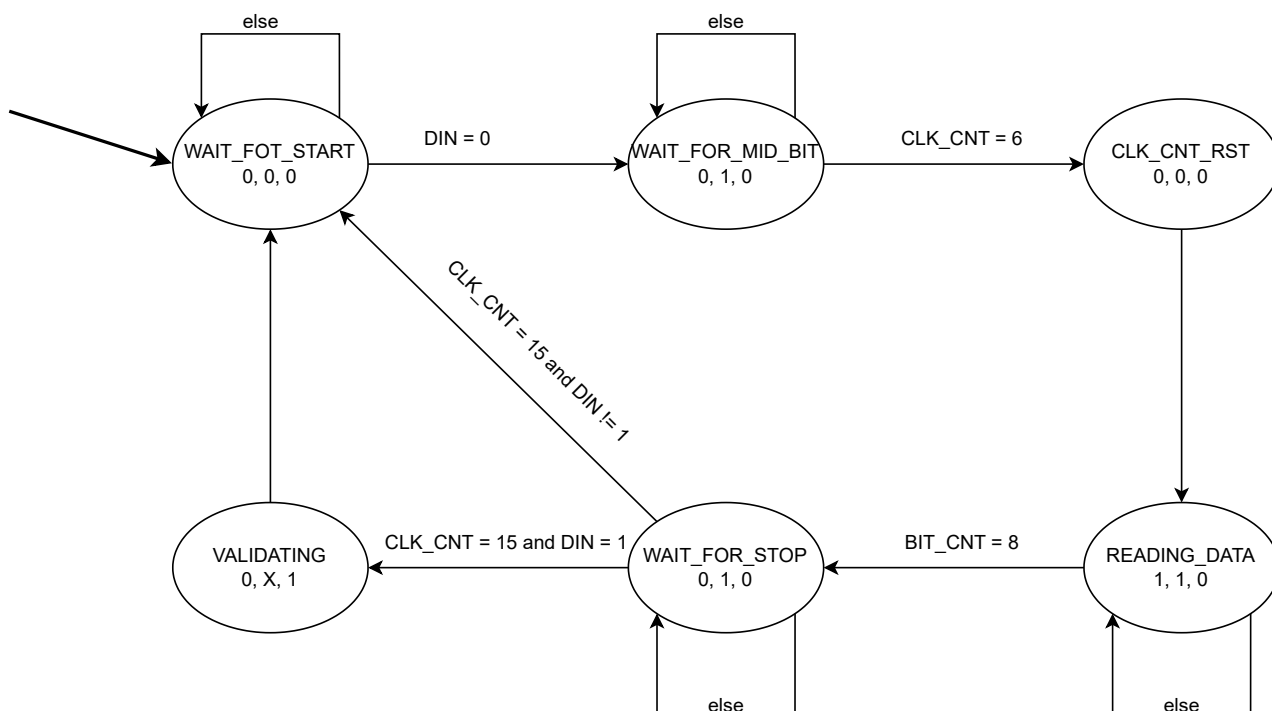 else
else
WAIT_FOT_START
0, 0, 0
DIN = 0
WAIT_FOR_MID_BIT
0, 1, 0
CLK_CNT = 6
CLK_CNT_RST
0, 0, 0
CLK_CNT = 15 and DIN != 1
VALIDATING
0, X, 1
CLK_CNT = 15 and DIN = 1
WAIT_FOR_STOP
0, 1, 0
BIT_CNT = 8
READING_DATA
1, 1, 0
else
else